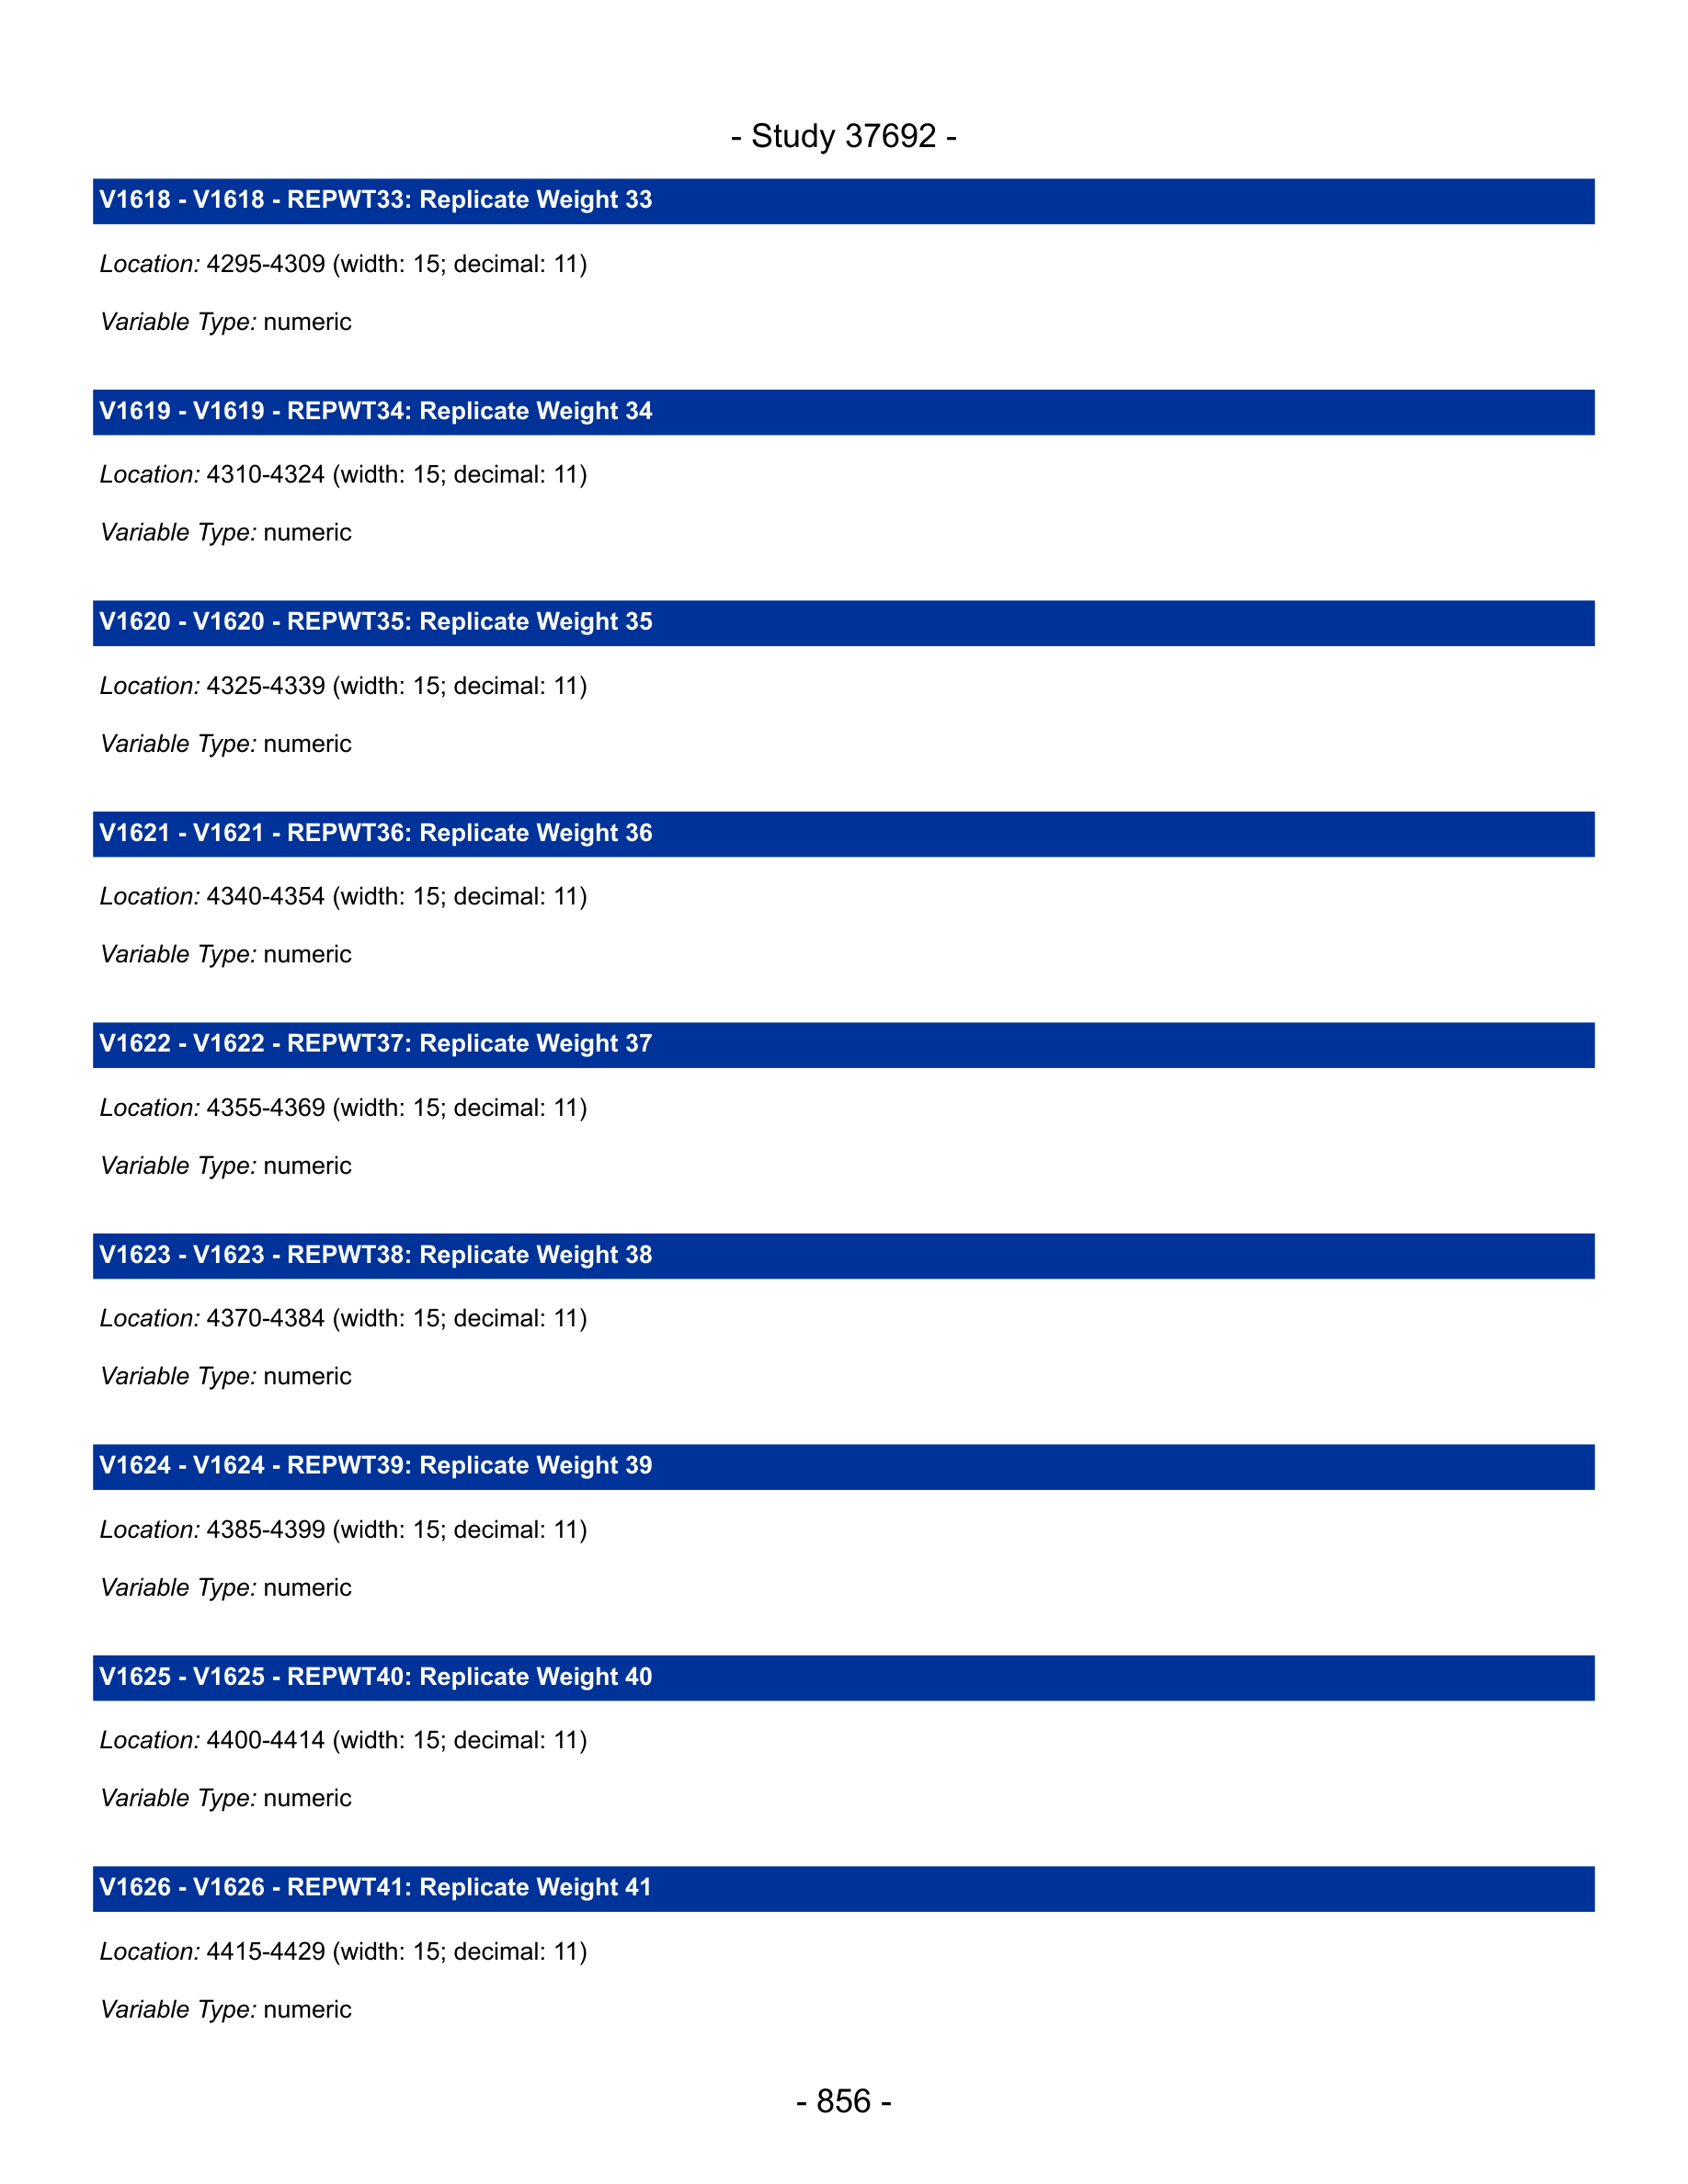 - Study 37692 -
V1618 - V1618 - REPWT33: Replicate Weight 33
Location: 4295-4309 (width: 15; decimal: 11)
Variable Type: numeric
V1619 - V1619 - REPWT34: Replicate Weight 34
Location: 4310-4324 (width: 15; decimal: 11)
Variable Type: numeric
V1620 - V1620 - REPWT35: Replicate Weight 35
Location: 4325-4339 (width: 15; decimal: 11)
Variable Type: numeric
V1621 - V1621 - REPWT36: Replicate Weight 36
Location: 4340-4354 (width: 15; decimal: 11)
Variable Type: numeric
V1622 - V1622 - REPWT37: Replicate Weight 37
Location: 4355-4369 (width: 15; decimal: 11)
Variable Type: numeric
V1623 - V1623 - REPWT38: Replicate Weight 38
Location: 4370-4384 (width: 15; decimal: 11)
Variable Type: numeric
V1624 - V1624 - REPWT39: Replicate Weight 39
Location: 4385-4399 (width: 15; decimal: 11)
Variable Type: numeric
V1625 - V1625 - REPWT40: Replicate Weight 40
Location: 4400-4414 (width: 15; decimal: 11)
Variable Type: numeric
V1626 - V1626 - REPWT41: Replicate Weight 41
Location: 4415-4429 (width: 15; decimal: 11)
Variable Type: numeric
- 856 -